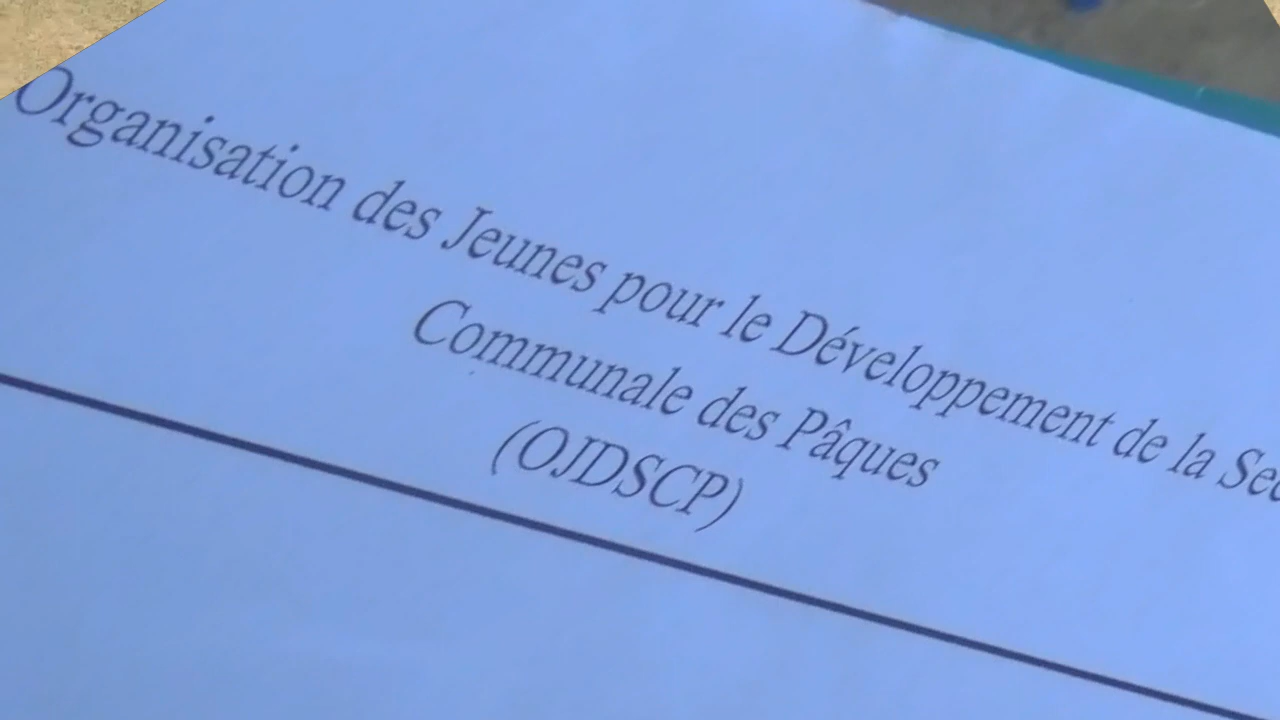 Organisation des Jeunes pour le Développement de la
Communale des Pâques
(OJDSCP)